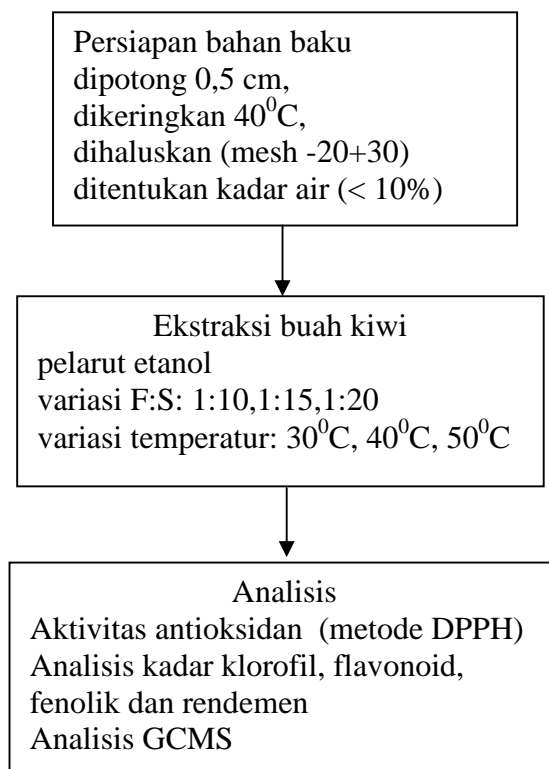 Persiapan bahan baku
dipotong 0,5 cm,
dikeringkan 40⁰C,
dihaluskan (mesh -20+30)
ditentukan kadar air (< 10%)
Ekstraksi buah kiwi
pelarut etanol
variasi F:S: 1:10,1:15,1:20
variasi temperatur: 30⁰C, 40⁰C, 50⁰C
Analisis
Aktivitas antioksidan (metode DPPH)
Analisis kadar klorofil, flavonoid,
fenolik dan rendemen
Analisis GCMS